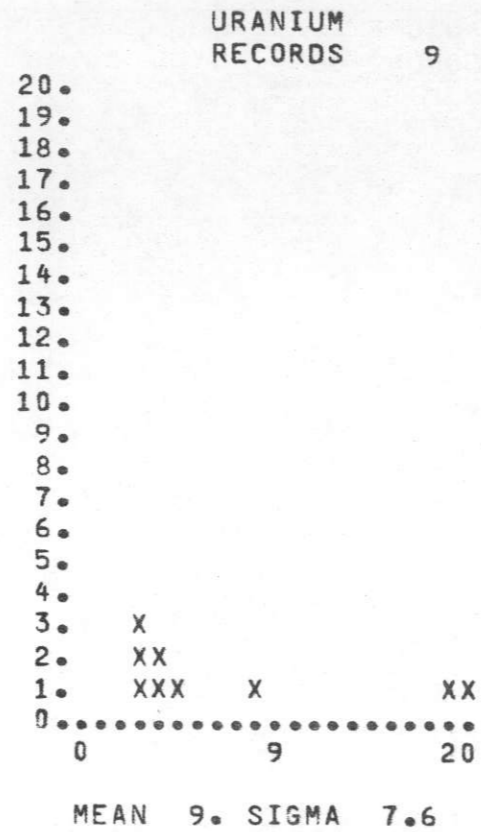 URANIUM
RECORDS 9
20.
19.
18.
17.
16.
15.
14.
13.
12.
11.
10.
9.
8.
7.
6.
5.
4.
3. X
2. XX
1. XXX X XX
0......................
0 9 20
MEAN 9. SIGMA 7.6